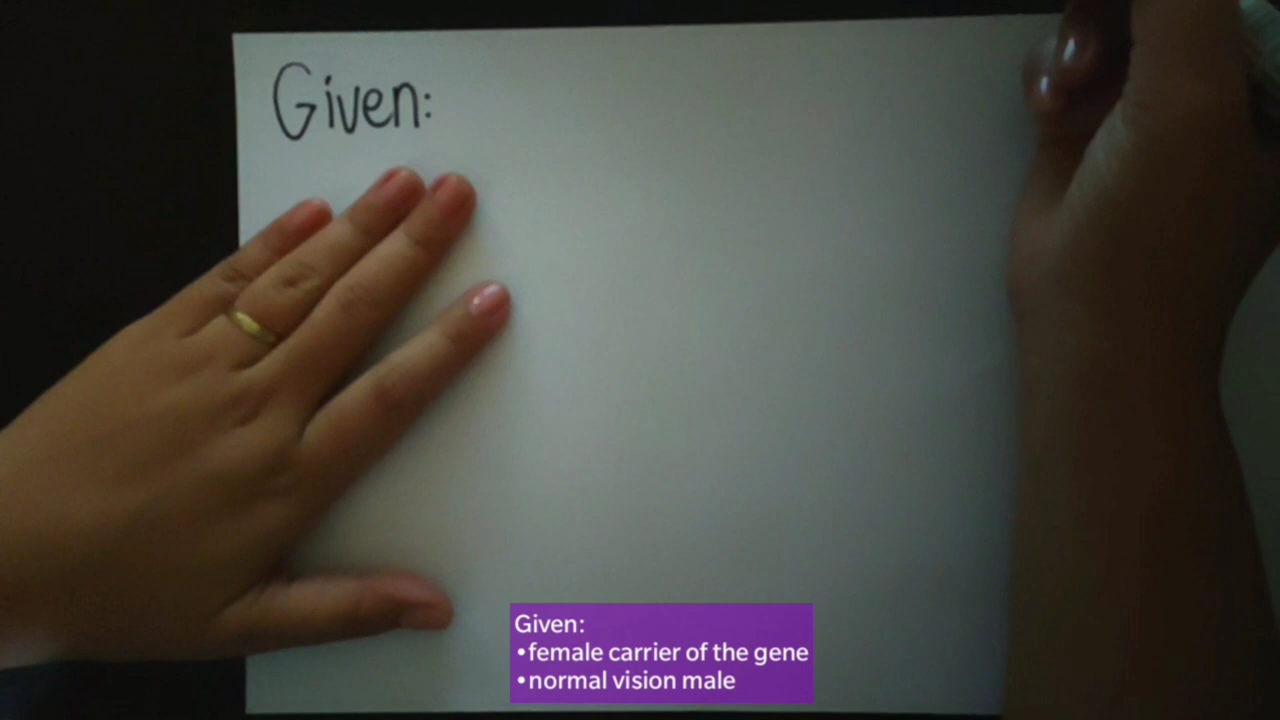 Given:
Given:
•female carrier of the gene
•normal vision male